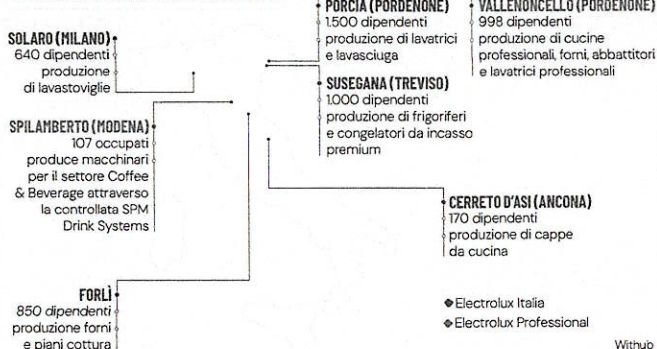 PORCIA (PORDENONE)
1.500 dipendenti
produzione di lavatrici
e lavasciuga
VALLENONCELLO (PORDENONE)
998 dipendenti
produzione di cucine
professionali, forni, abbattitori
e lavatrici professionali
SOLARO (MILANO)
640 dipendenti
produzione
di lavastoviglie
SUSEGANA (TREVISO)
1.000 dipendenti
produzione di frigoriferi
e congelatori da incasso
premium
SPILAMBERTO (MODENA)
107 occupati
produce macchinari
per il settore Coffee
& Beverage attraverso
la controllata SPM
Drink Systems
CERRETO D'ASI (ANCONA)
170 dipendenti
produzione di cappe
da cucina
FORLÌ
850 dipendenti
produzione forni
e piani cottura
Electrolux Italia
Electrolux Professional
Withub